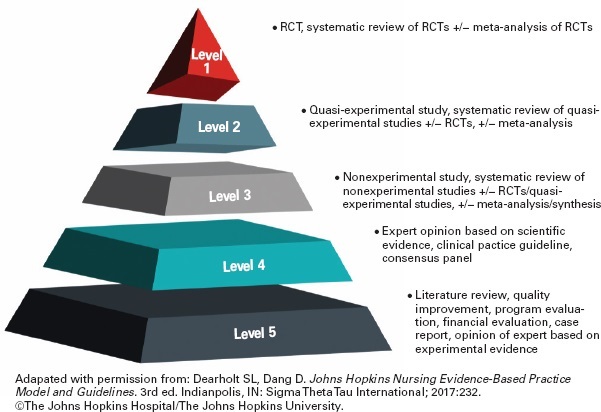 Level
1
• RCT, systematic review of RCTs +/– meta-analysis of RCTs
Level 2
• Quasi-experimental study, systematic review of quasi-
experimental studies +/– RCTs, +/– meta-analysis
Level 3
• Nonexperimental study, systematic review of
nonexperimental studies +/– RCTs/quasi-
experimental studies, +/– meta-analysis/synthesis
Level 4
• Expert opinion based on scientific
evidence, clinical pactice guideline,
consensus panel
Level 5
• Literature review, quality
improvement, program evalua-
tion, financial evaluation, case
report, opinion of expert based on
experimental evidence
Adapated with permission from: Dearholt SL, Dang D. Johns Hopkins Nursing Evidence-Based Practice
Model and Guidelines. 3rd ed. Indianpolis, IN: Sigma Theta Tau International; 2017:232.
©The Johns Hopkins Hospital/The Johns Hopkins University.